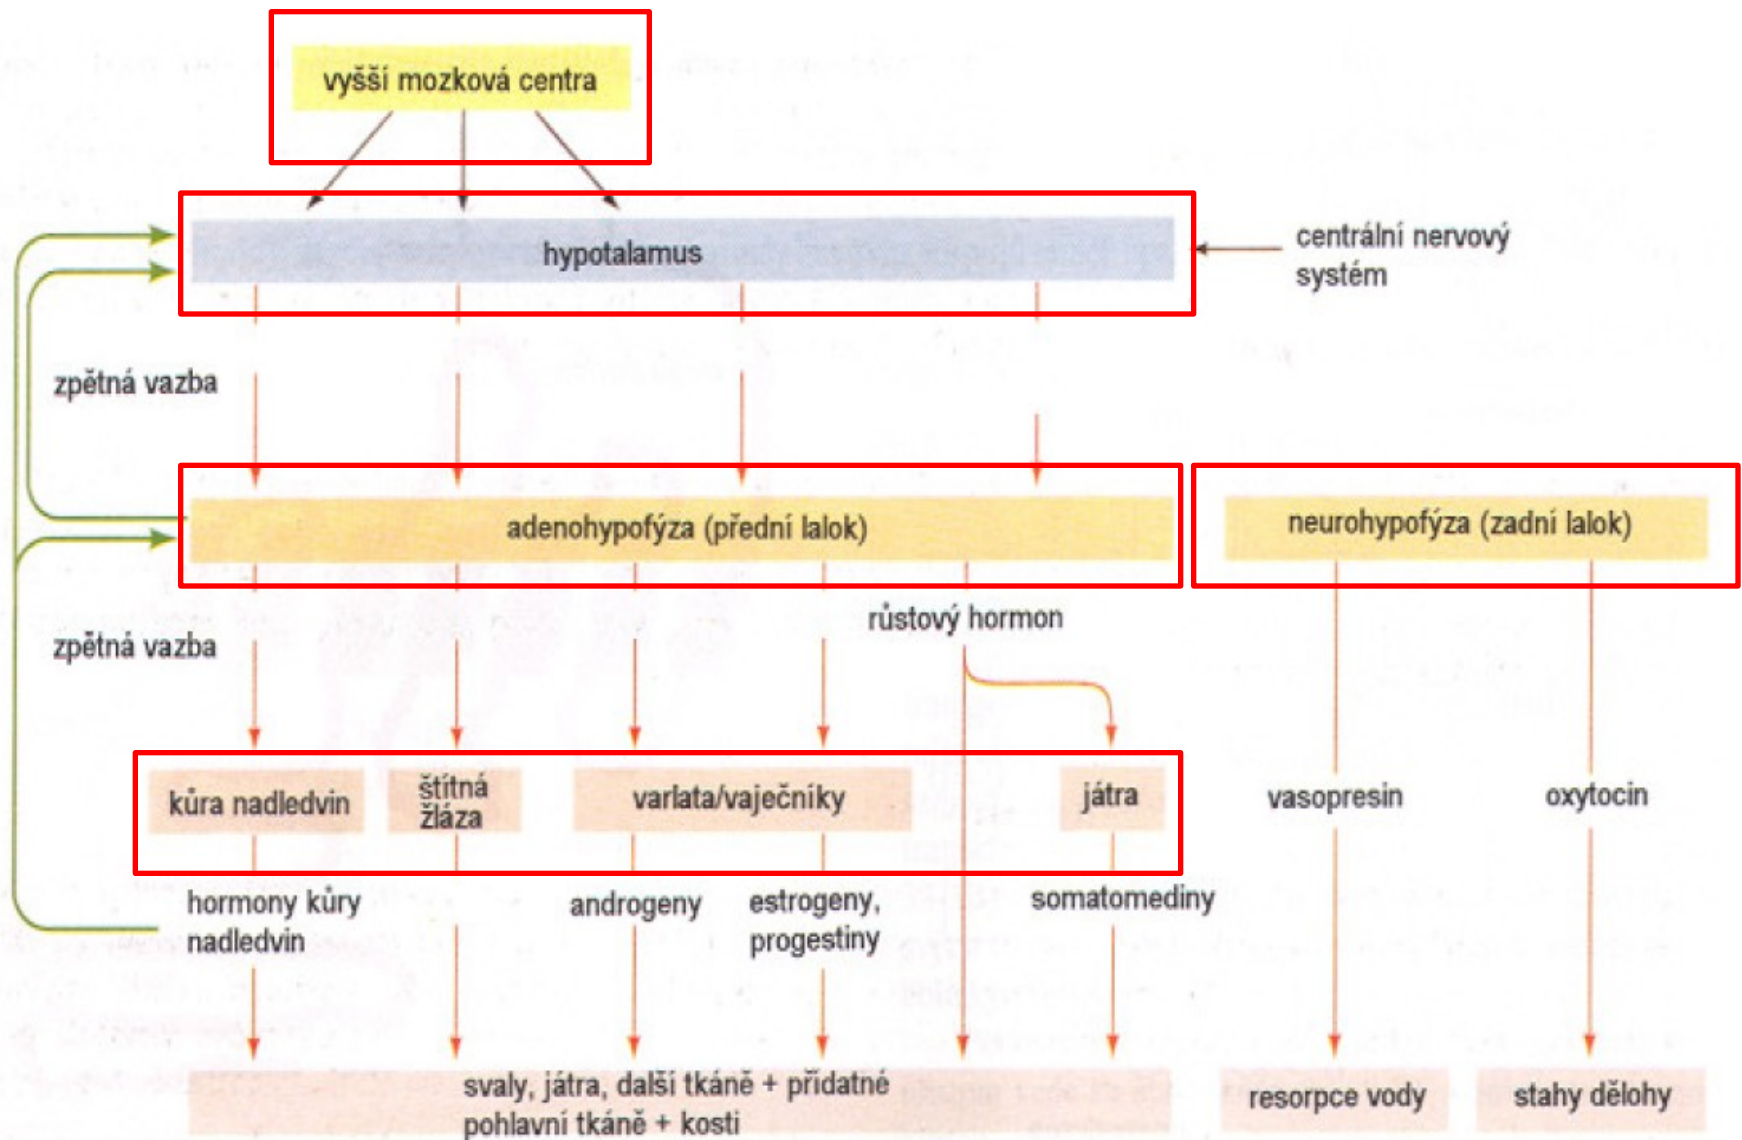 vyšší mozková centra
hypotalamus
centrální nervový
systém
zpětná vazba
adenohypofýza (přední lalok)
neurohypofýza (zadní lalok)
růstový hormon
zpětná vazba
kůra nadledvin
štítná
žláza
varlata/vaječníky
játra
vasopresin
oxytocin
hormony kůry
nadledvin
androgeny
estrogeny,
progestiny
somatomediny
svaly, játra, další tkáně + přídatné
pohlavní tkáně + kosti
resorpce vody
stahy dělohy